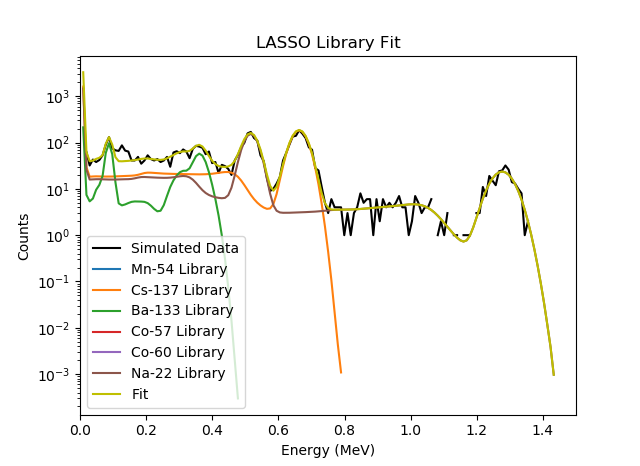 LASSO Library Fit
Counts
10³
10²
10¹
10⁰
10⁻¹
10⁻²
10⁻³
Simulated Data
Mn-54 Library
Cs-137 Library
Ba-133 Library
Co-57 Library
Co-60 Library
Na-22 Library
Fit
0.0 0.2 0.4 0.6 0.8 1.0 1.2 1.4
Energy (MeV)